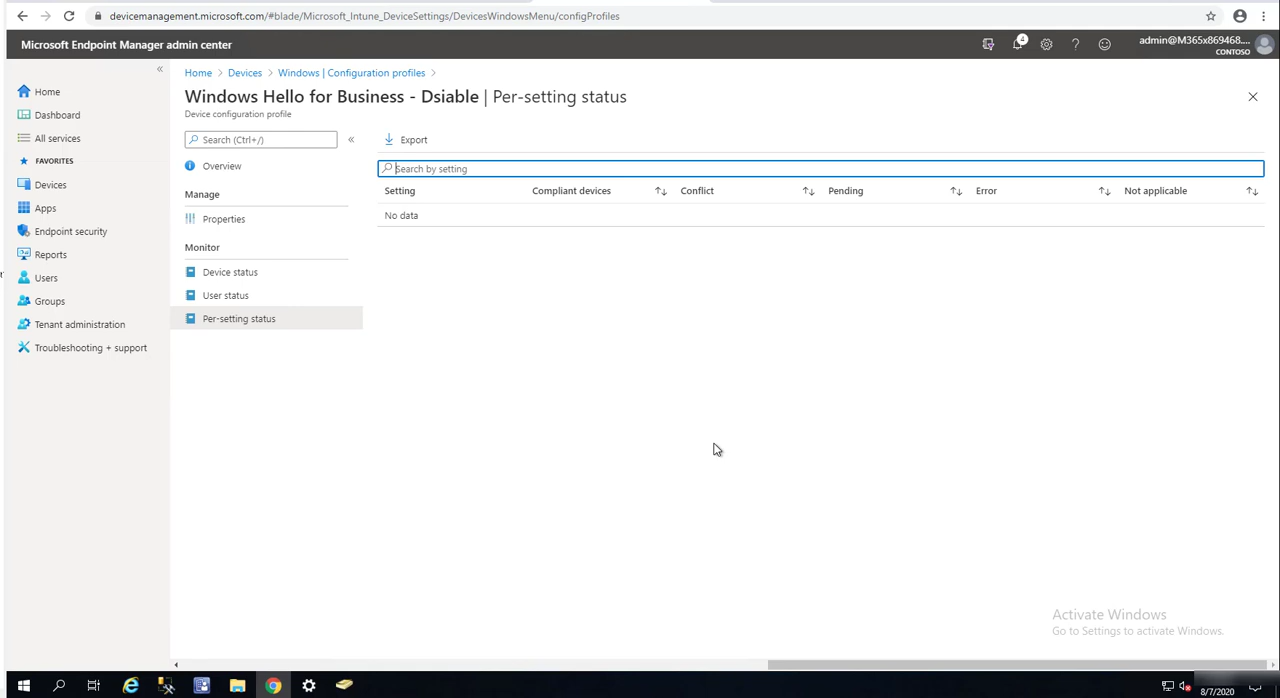 devicemanagement.microsoft.com/#blade/Microsoft_Intune_DeviceSettings/DevicesWindowsMenu/configProfiles
Microsoft Endpoint Manager admin center
4
admin@M365x869468....
CONTOSO
Home
Dashboard
All services
FAVORITES
Devices
Apps
Endpoint security
Reports
Users
Groups
Tenant administration
Troubleshooting + support
Home > Devices > Windows | Configuration profiles >
Windows Hello for Business - Dsiable | Per-setting status
Device configuration profile
Search (Ctrl+/)
Overview
Manage
Properties
Monitor
Device status
User status
Per-setting status
Export
Search by setting
Setting Compliant devices Conflict Pending Error Not applicable
No data
Activate Windows
Go to Settings to activate Windows.
8/7/2020